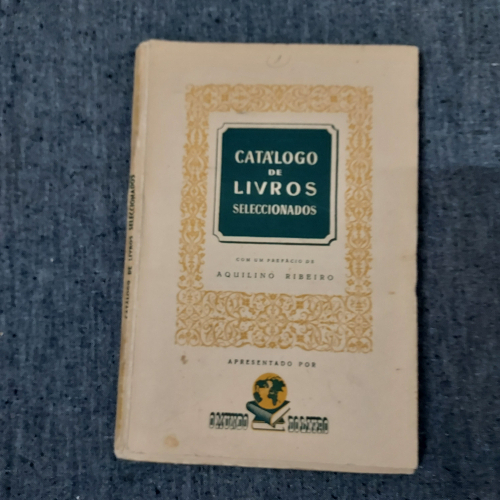 CATÁLOGO
DE
LIVROS
SELECCIONADOS
COM UM PREFÁCIO DE
AQUILINO RIBEIRO
APRESENTADO POR
CATÁLOGO DE LIVROS SELECCIONADOS